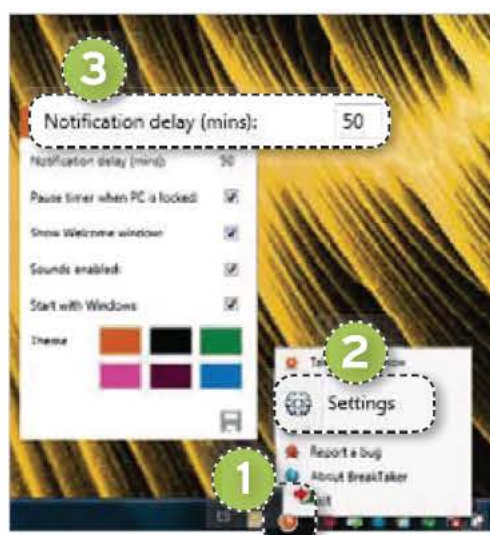 3
Notification delay (mins): 50
Notification delay (mins) 50
Pause timer when PC is locked:
Show Welcome window:
Sounds enabled:
Start with Windows
Theme
2
Settings
Report a bug
About BreakTaker
1